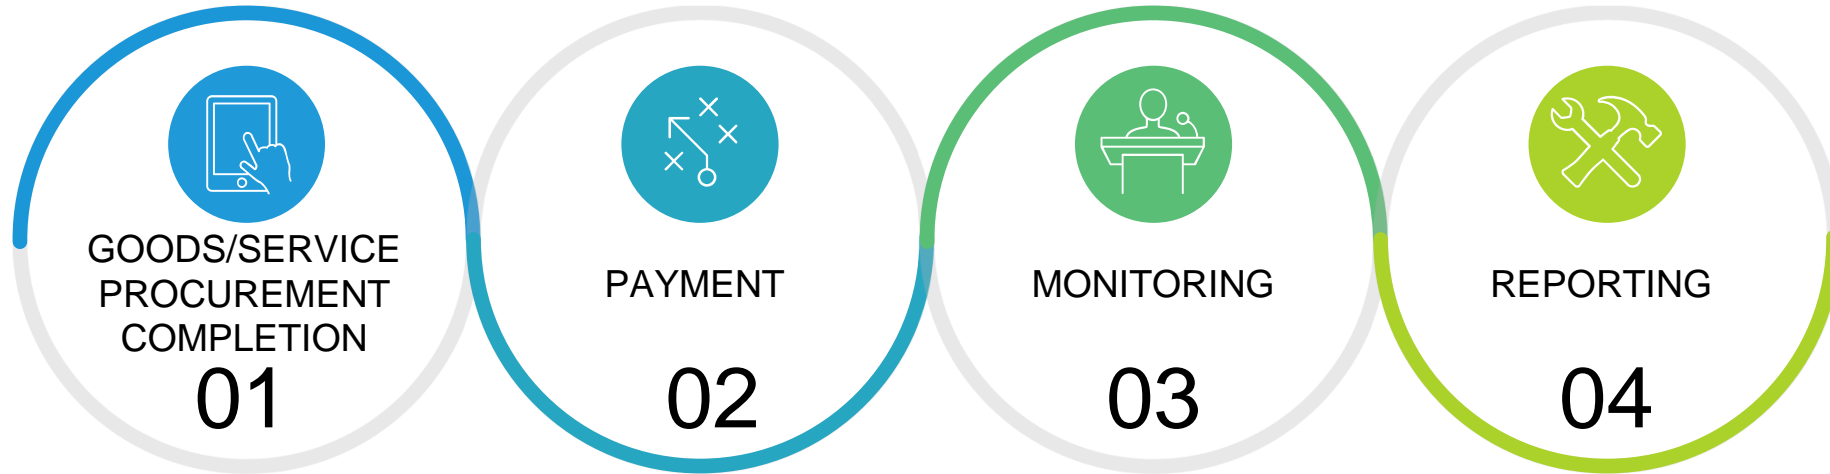 GOODS/SERVICE
PROCUREMENT
COMPLETION
01
PAYMENT
02
MONITORING
03
REPORTING
04